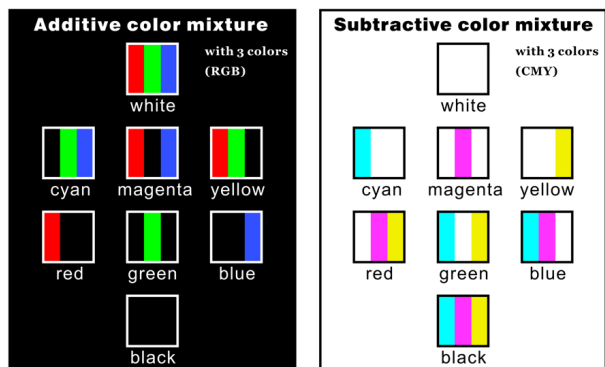 Additive color mixture
with 3 colors
(RGB)
white
cyan magenta yellow
red green blue
black
Subtractive color mixture
with 3 colors
(CMY)
white
cyan magenta yellow
red green blue
black